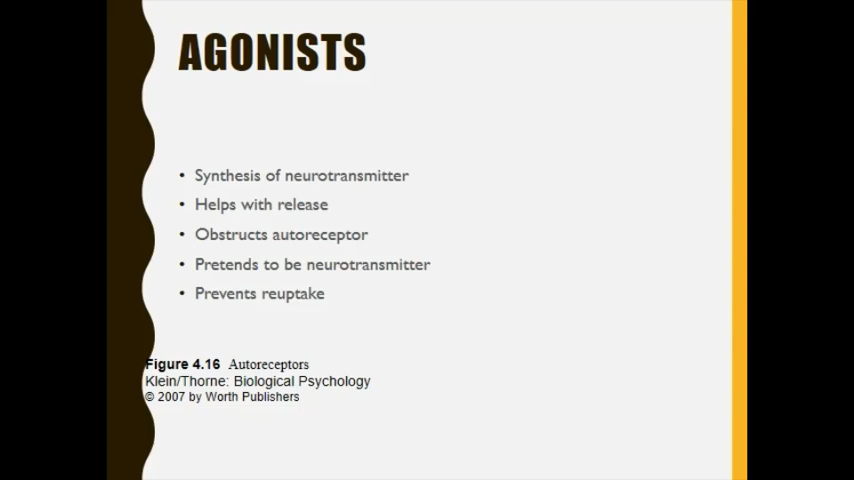 AGONISTS
• Synthesis of neurotransmitter
• Helps with release
• Obstructs autoreceptor
• Pretends to be neurotransmitter
• Prevents reuptake
Figure 4.16 Autoreceptors
Klein/Thorne: Biological Psychology
© 2007 by Worth Publishers